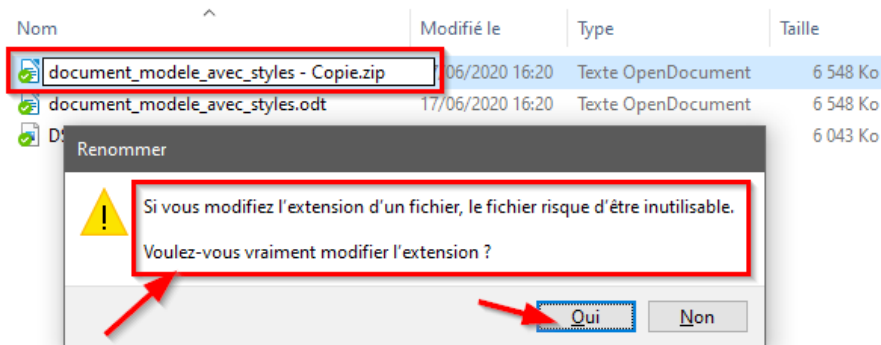 Nom Modifié le Type Taille
document_modele_avec_styles - Copie.zip /06/2020 16:20 Texte OpenDocument 6 548 Ko
document_modele_avec_styles.odt 17/06/2020 16:20 Texte OpenDocument 6 548 Ko
6 043 Ko
Renommer
Si vous modifiez l'extension d'un fichier, le fichier risque d'être inutilisable.
Voulez-vous vraiment modifier l'extension ?
Oui Non